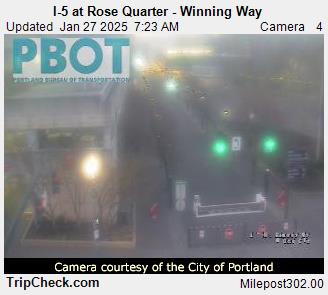 I-5 at Rose Quarter - Winning Way
Updated Jan 27 2025 7:23 AM Camera 4
PBOT
PORTLAND BUREAU OF TRANSPORTATION
Camera courtesy of the City of Portland
TripCheck.com Milepost302.00